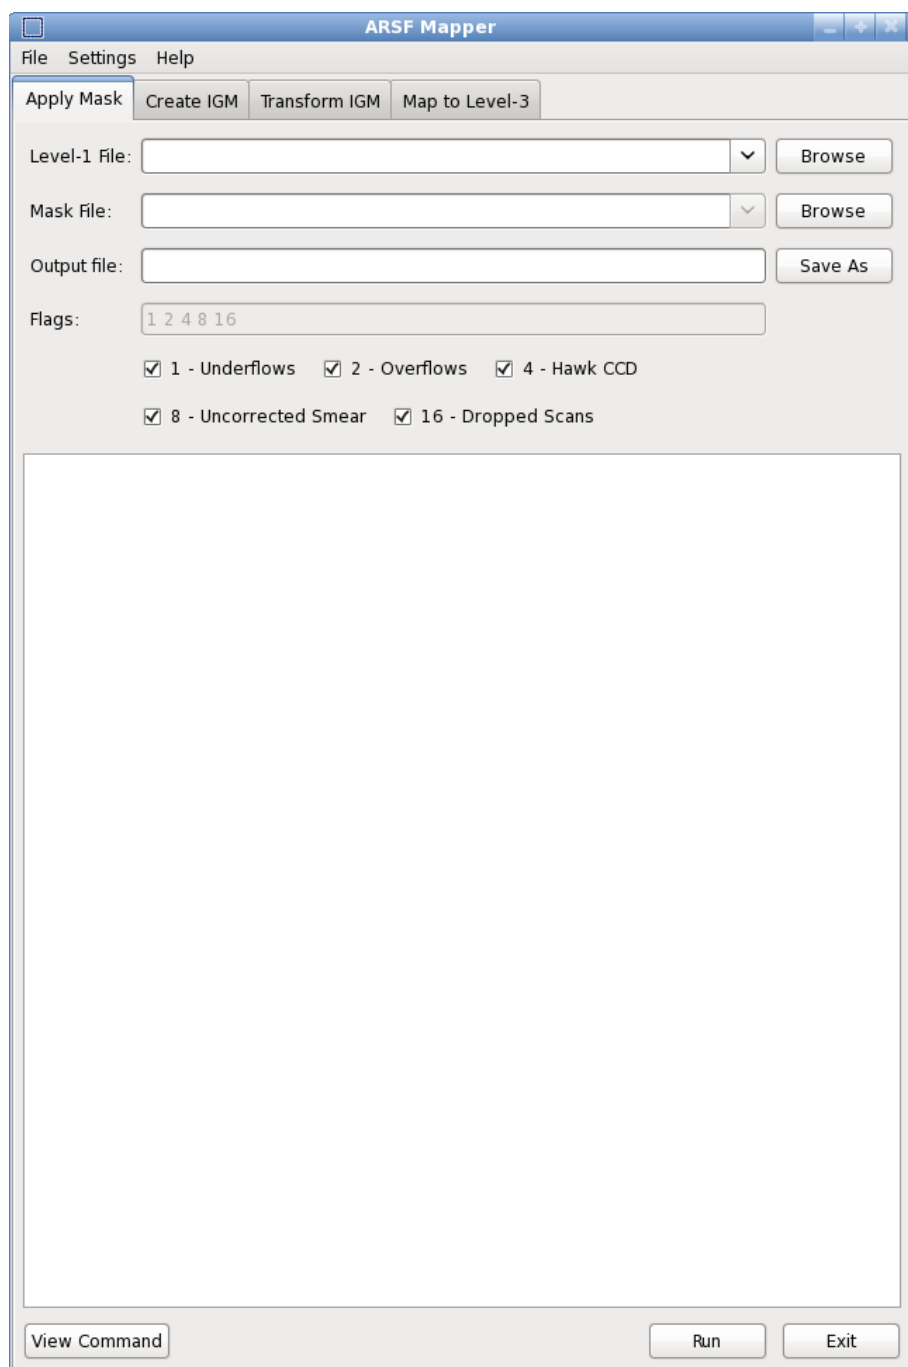 ARSF Mapper
File Settings Help
Apply Mask Create IGM Transform IGM Map to Level-3
Level-1 File: Browse
Mask File: Browse
Output file: Save As
Flags: 1 2 4 8 16
1 - Underflows 2 - Overflows 4 - Hawk CCD
8 - Uncorrected Smear 16 - Dropped Scans
View Command Run Exit